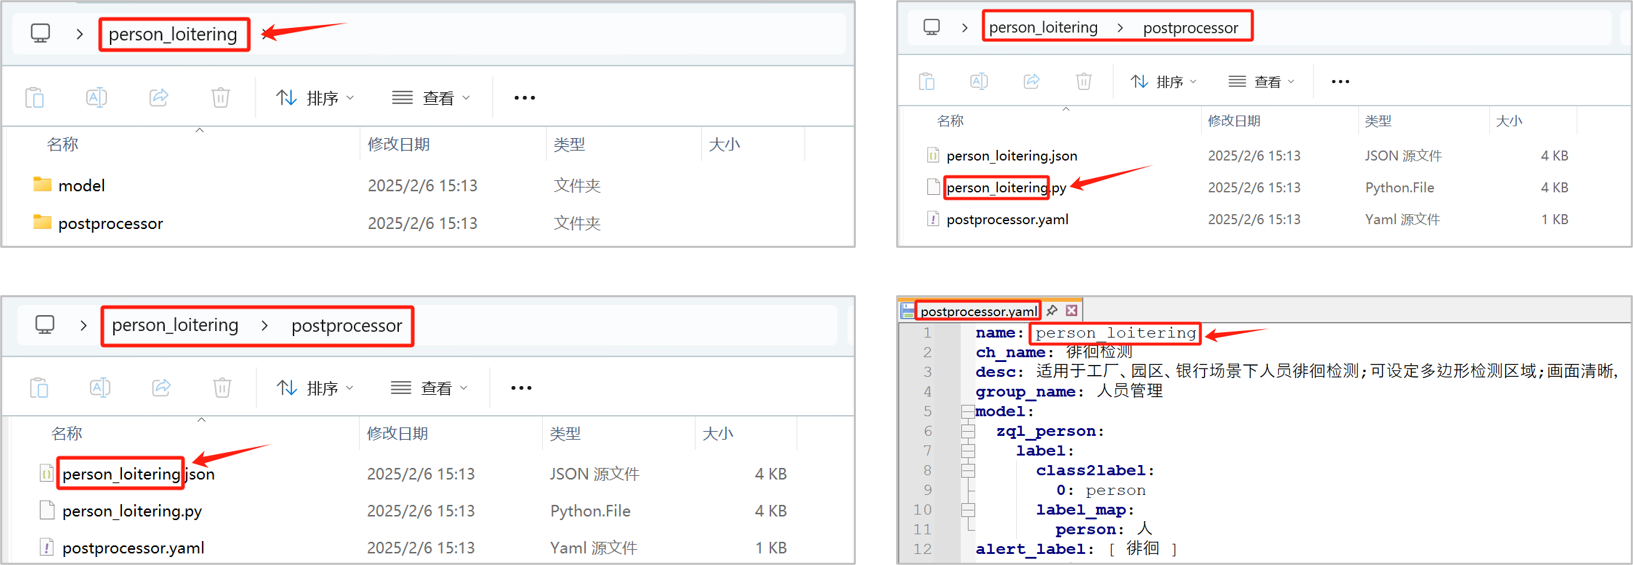 person_loitering
排序
查看
名称
修改日期
类型
大小
model
2025/2/6 15:13
文件夹
postprocessor
2025/2/6 15:13
文件夹
person_loitering
postprocessor
排序
查看
名称
修改日期
类型
大小
person_loitering.json
2025/2/6 15:13
JSON 源文件
4 KB
person_loitering.py
2025/2/6 15:13
Python.File
4 KB
postprocessor.yaml
2025/2/6 15:13
Yaml 源文件
1 KB
person_loitering
postprocessor
排序
查看
名称
修改日期
类型
大小
person_loitering.json
2025/2/6 15:13
JSON 源文件
4 KB
person_loitering.py
2025/2/6 15:13
Python.File
4 KB
postprocessor.yaml
2025/2/6 15:13
Yaml 源文件
1 KB
postprocessor.yaml
1 name: person_loitering
2 ch_name: 徘徊检测
3 desc: 适用于工厂、园区、银行场景下人员徘徊检测;可设定多边形检测区域;画面清晰,
4 group_name: 人员管理
5 model:
6 zql_person:
7 label:
8 class2label:
9 0: person
10 label_map:
11 person: 人
12 alert_label: [ 徘徊 ]